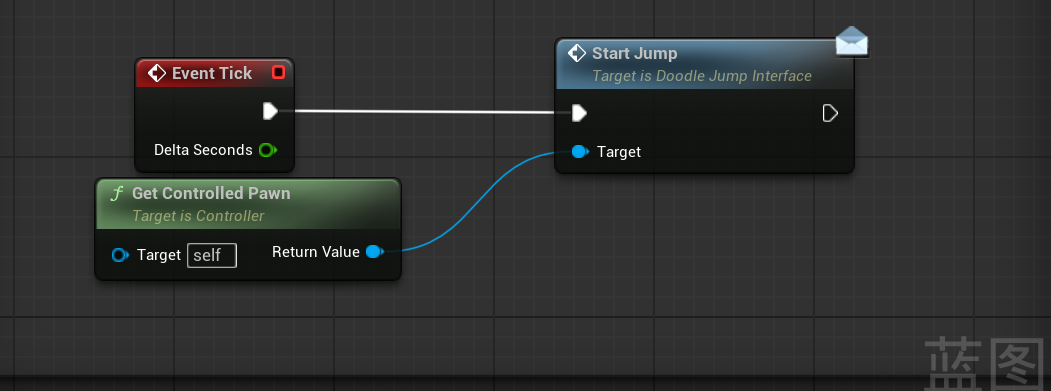 Start Jump
Target is Doodle Jump Interface
Event Tick
Delta Seconds
Target
f Get Controlled Pawn
Target is Controller
Target self
Return Value
蓝图